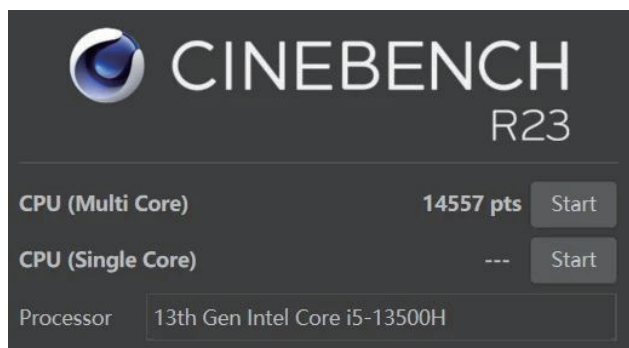 CINEBENCH
R23
CPU (Multi Core) 14557 pts Start
CPU (Single Core) --- Start
Processor 13th Gen Intel Core i5-13500H